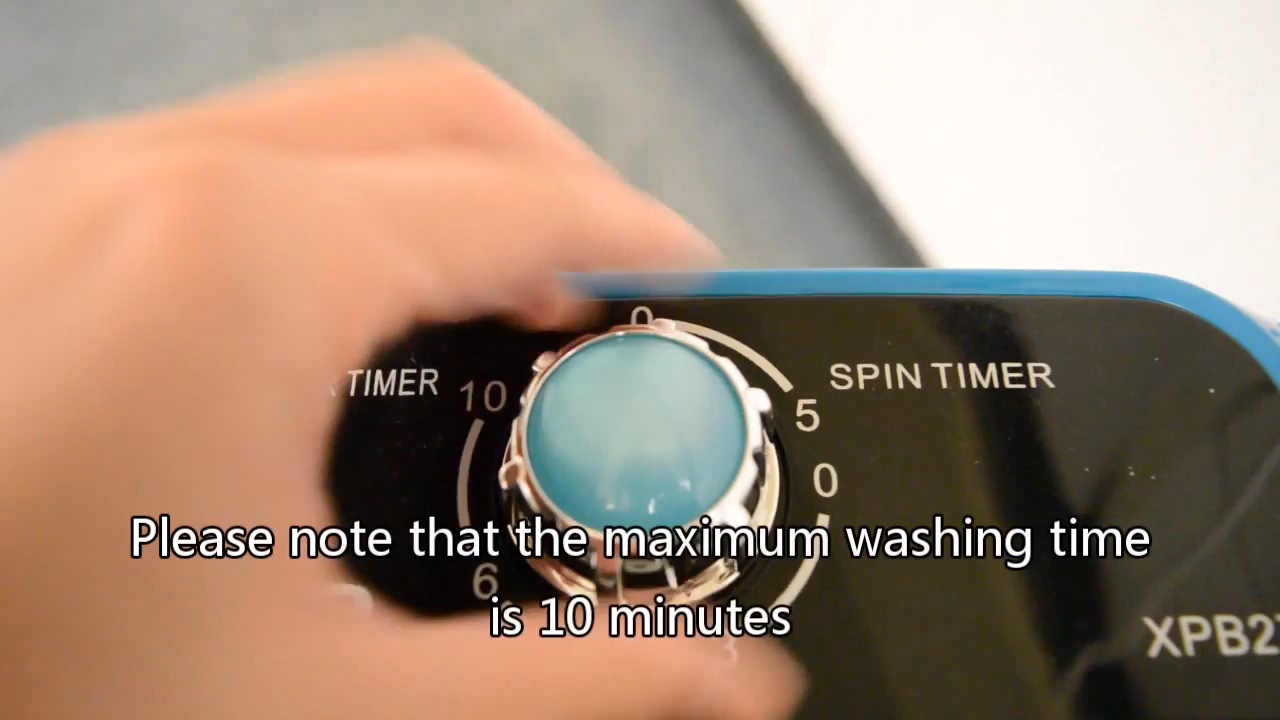 0
TIMER
10
SPIN TIMER
5
0
6
3
XPB2
Please note that the maximum washing time
is 10 minutes